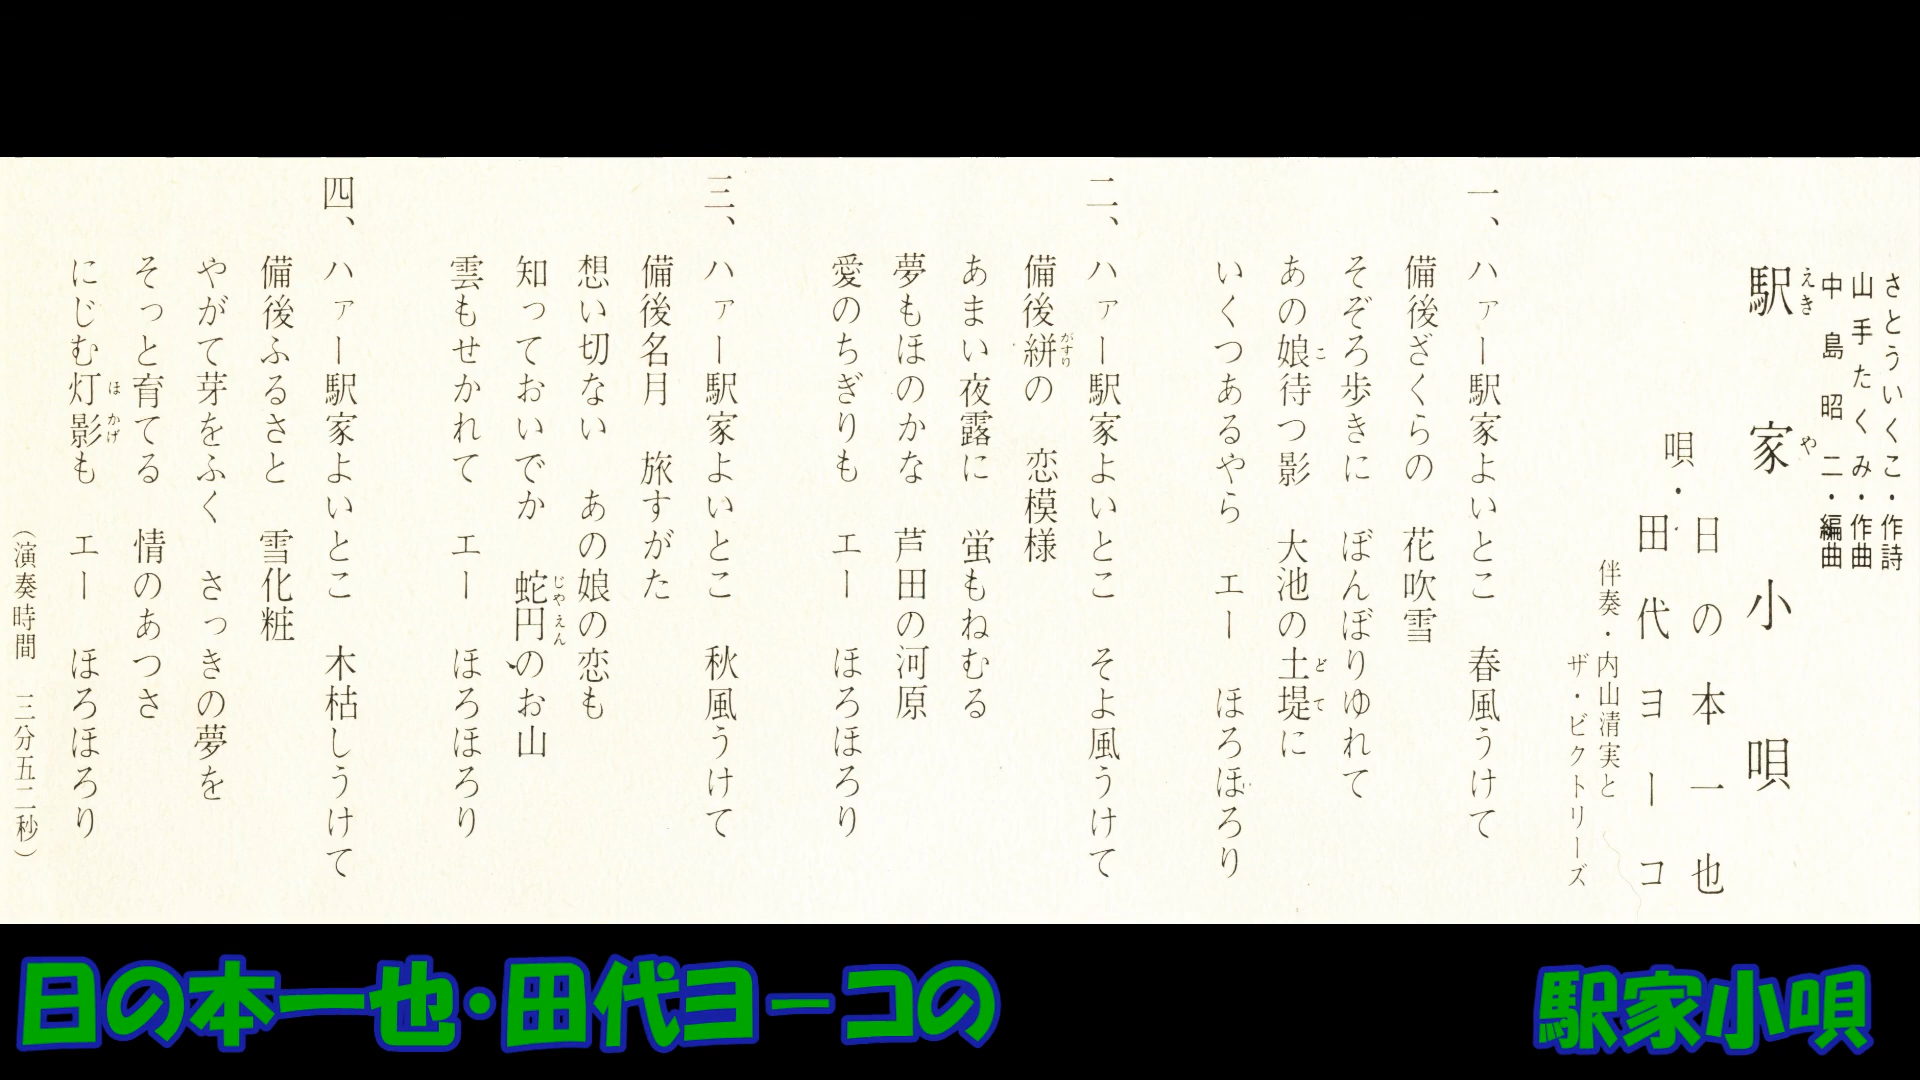 さとういくこ・作詩
山手たくみ・作曲
中島昭二・編曲
駅家小唄
えき や
唄・日の本一也
田代ヨーコ
伴奏・内山清実と
ザ・ビクトリーズ
一、ハァー駅家よいとこ 春風うけて
備後ざくらの 花吹雪
そぞろ歩きに ぼんぼりゆれて
あの娘待つ影 大池の土堤に
こ どて
いくつあるやら エー ほろほろり
二、ハァー駅家よいとこ そよ風うけて
備後絣の 恋模様
がすり
あまい夜露に 蛍もねむる
夢もほのかな 芦田の河原
愛のちぎりも エー ほろほろり
三、ハァー駅家よいとこ 秋風うけて
備後名月 旅すがた
想い切ない あの娘の恋も
知っておいでか 蛇円のお山
じゃえん
雲もせかれて エー ほろほろり
四、ハァー駅家よいとこ 木枯しうけて
備後ふるさと 雪化粧
やがて芽をふく さっきの夢を
そっと育てる 情のあつさ
にじむ灯影も エー ほろほろり
ほ かげ
(演奏時間 三分五二秒)
日の本一也・田代ヨーコの
駅家小唄